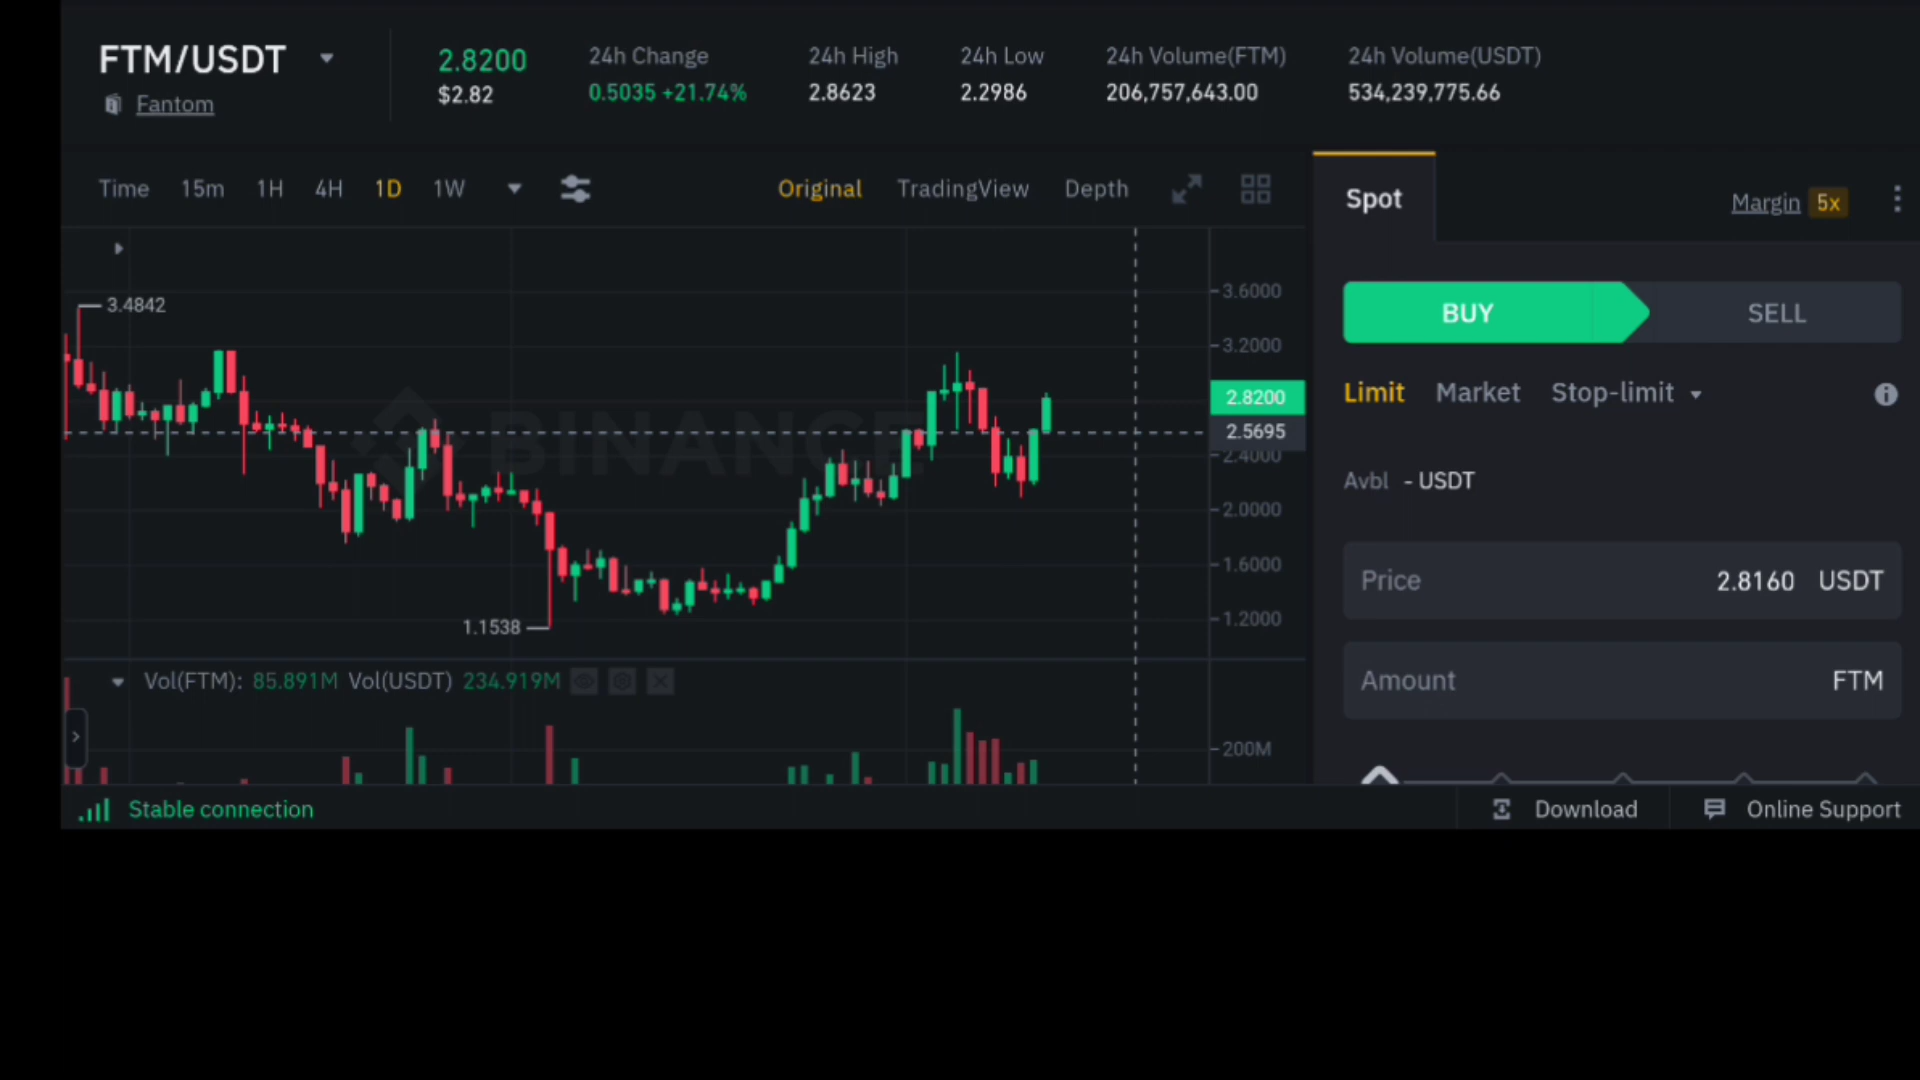 FTM/USDT
Fantom
2.8200
$2.82
24h Change
0.5035 +21.74%
24h High
2.8623
24h Low
2.2986
24h Volume(FTM)
206,757,643.00
24h Volume(USDT)
534,239,775.66
Time 15m 1H 4H 1D 1W
Original TradingView Depth
3.4842
BINANCE
1.1538
3.6000
3.2000
2.8200
2.5695
2.4000
2.0000
1.6000
1.2000
Vol(FTM): 85.891M Vol(USDT) 234.919M
200M
Spot
Margin 5x
BUY SELL
Limit Market Stop-limit
Avbl - USDT
Price 2.8160 USDT
Amount FTM
Stable connection
Download Online Support